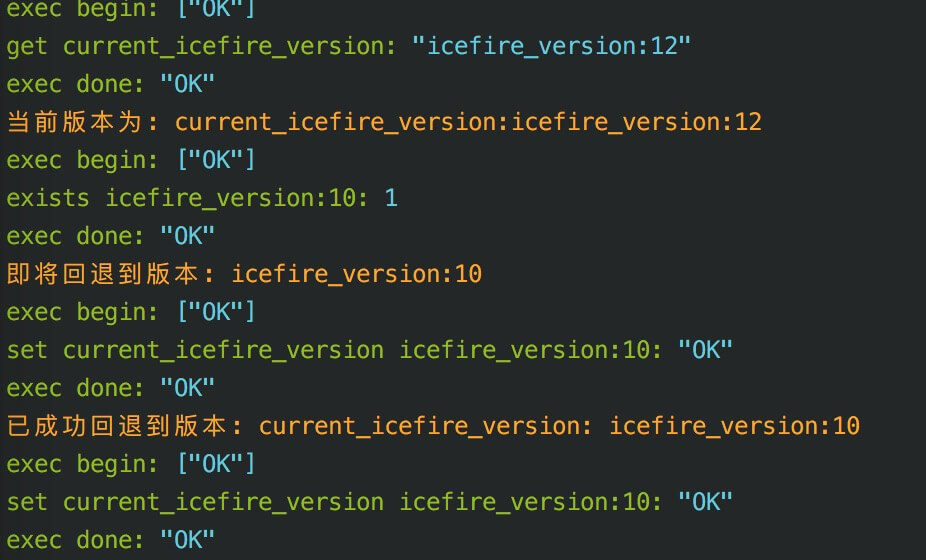 exec begin: ["OK"]
get current_icefire_version: "icefire_version:12"
exec done: "OK"
当前版本为: current_icefire_version:icefire_version:12
exec begin: ["OK"]
exists icefire_version:10: 1
exec done: "OK"
即将回退到版本: icefire_version:10
exec begin: ["OK"]
set current_icefire_version icefire_version:10: "OK"
exec done: "OK"
已成功回退到版本: current_icefire_version: icefire_version:10
exec begin: ["OK"]
set current_icefire_version icefire_version:10: "OK"
exec done: "OK"